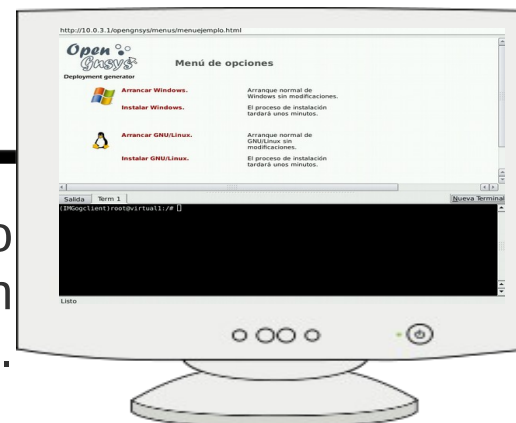 http://10.0.3.1/opengnsys/menus/menuejemplo.html
Open
Gnsys
Deployment generator
Menú de opciones
Arrancar Windows.
Arranque normal de
Windows sin modificaciones.
Instalar Windows.
El proceso de instalación
tardará unos minutos.
Arrancar GNU/Linux.
Arranque normal de
GNU/Linux sin
modificaciones.
Instalar GNU/Linux.
El proceso de instalación
tardará unos minutos.
Salida
Term 1
Nueva Terminal
(IMGogclient)root@virtual1:/#
Listo